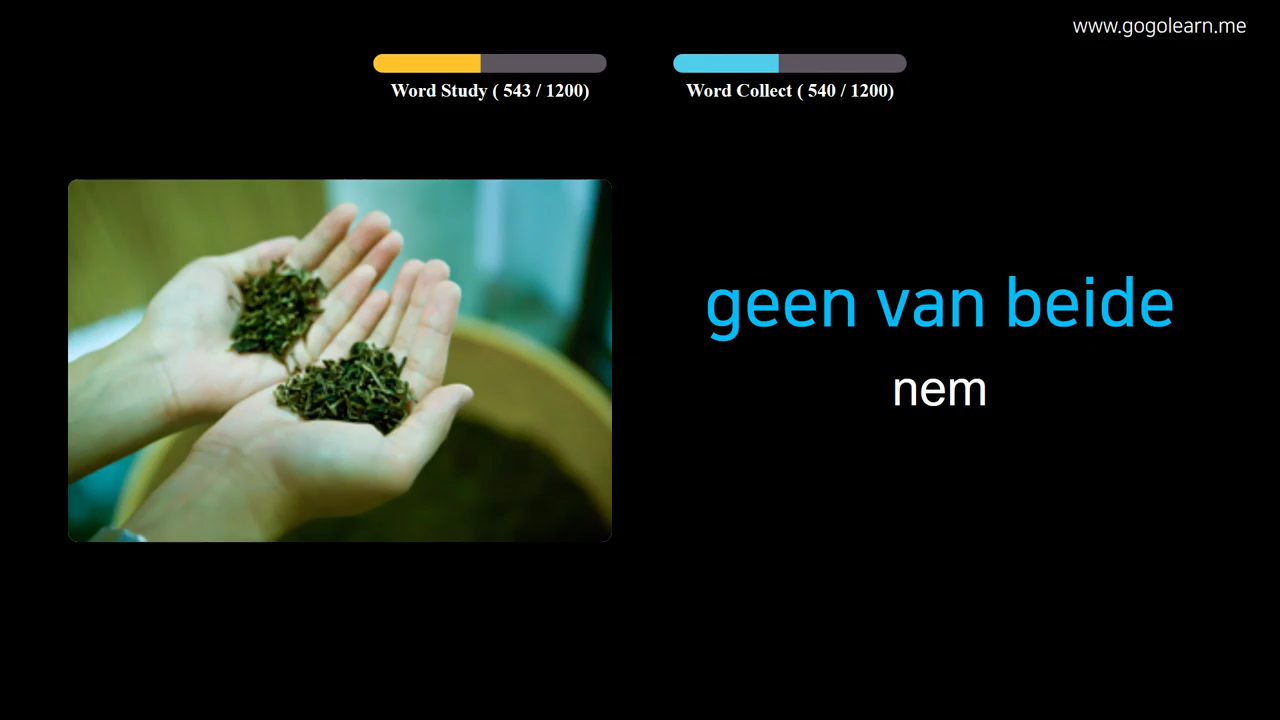 www.gogolearn.me
Word Study ( 543 / 1200)
Word Collect ( 540 / 1200)
geen van beide
nem